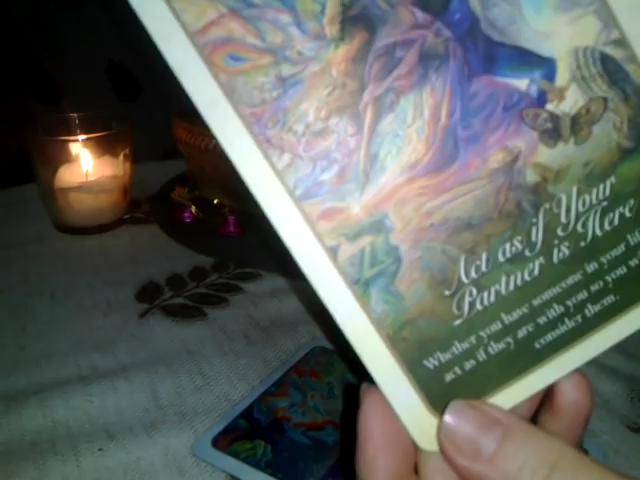 Act as if Your
Partner is Here
Whether you have someone in your
act as if they are with you so you
consider them.